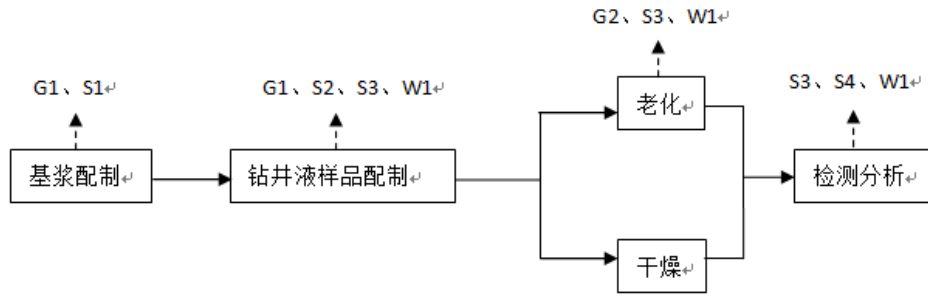 G2、S3、W1
G1、S1
G1、S2、S3、W1
S3、S4、W1
老化
基浆配制
钻井液样品配制
检测分析
干燥